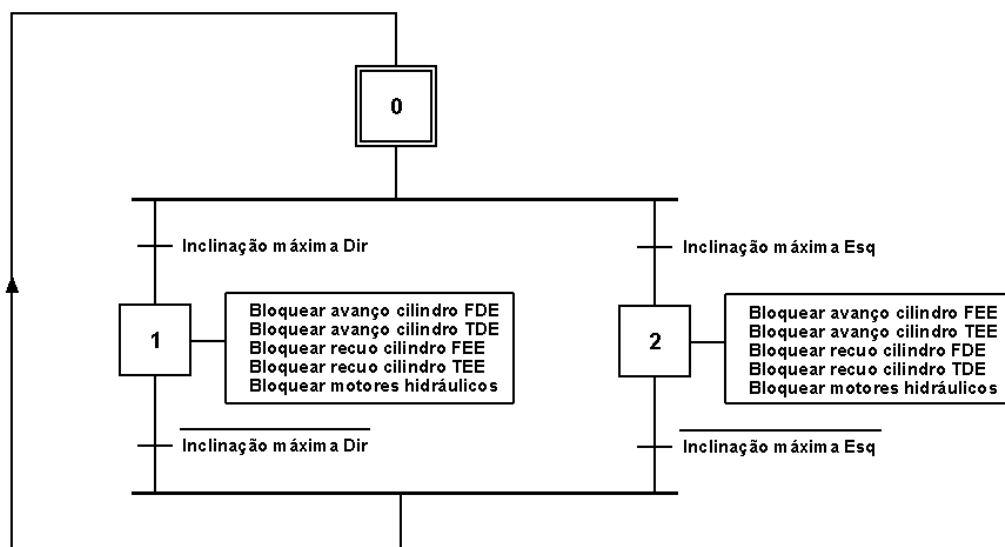 0
Inclinação máxima Dir
Inclinação máxima Esq
1
Bloquear avanço cilindro FDE
Bloquear avanço cilindro TDE
Bloquear recuo cilindro FEE
Bloquear recuo cilindro TEE
Bloquear motores hidráulicos
2
Bloquear avanço cilindro FEE
Bloquear avanço cilindro TEE
Bloquear recuo cilindro FDE
Bloquear recuo cilindro TDE
Bloquear motores hidráulicos
Inclinação máxima Dir
Inclinação máxima Esq